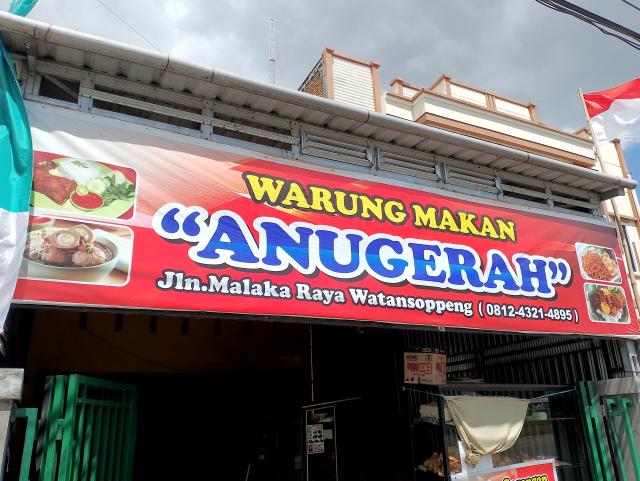 WARUNG MAKAN
"ANUGERAH"
Jln.Malaka Raya Watansoppeng ( 0812-4321-4895 )